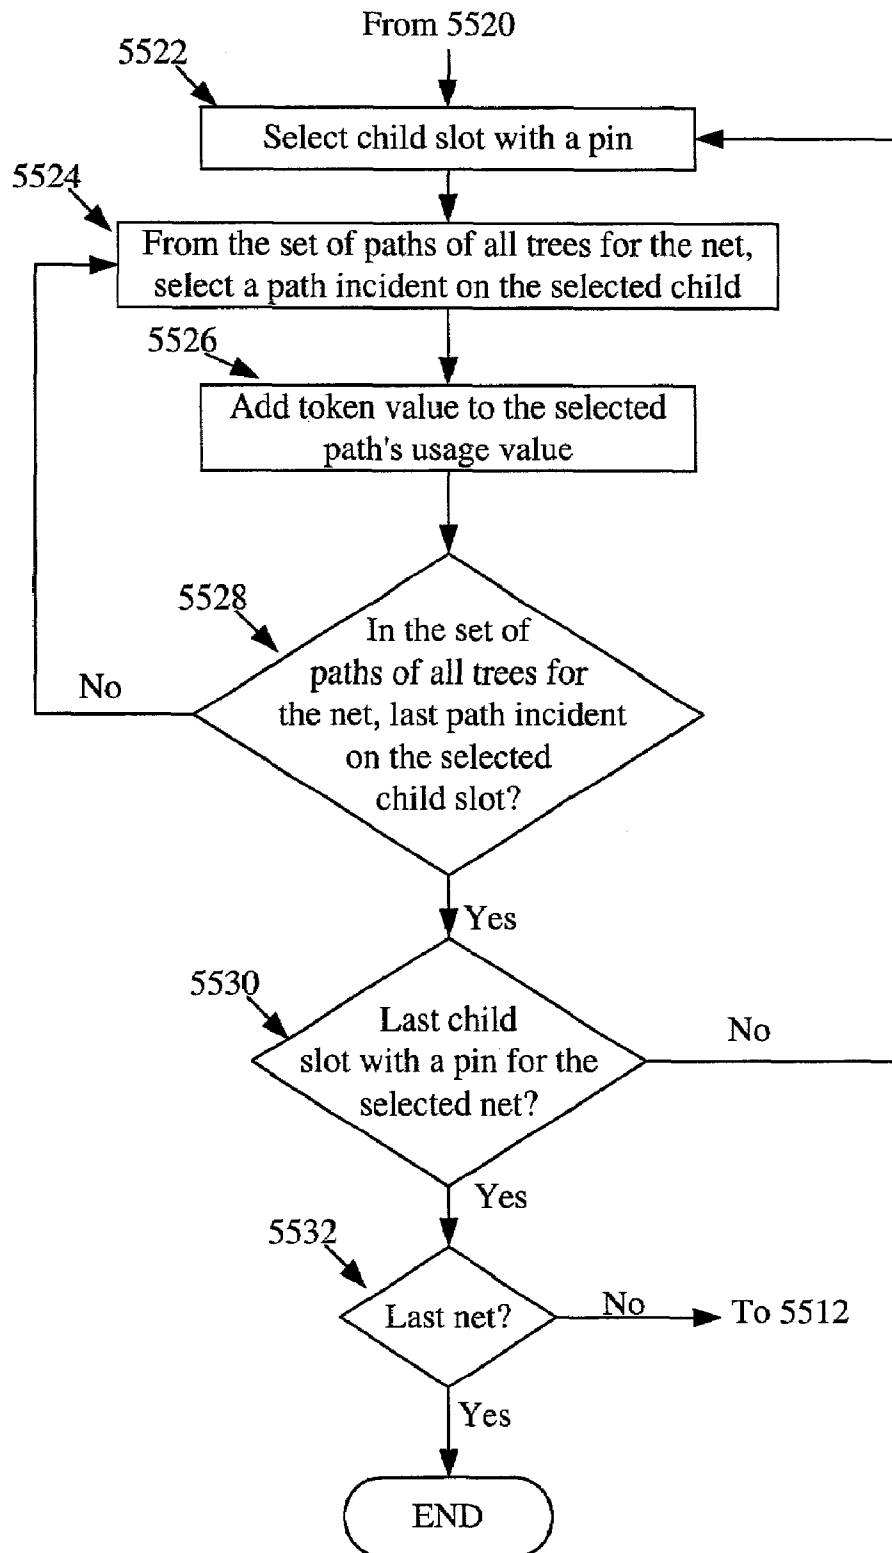 From 5520
5522
Select child slot with a pin
5524
From the set of paths of all trees for the net,
select a path incident on the selected child
5526
Add token value to the selected
path's usage value
5528
In the set of
paths of all trees for
the net, last path incident
on the selected
child slot?
No
Yes
5530
Last child
slot with a pin for the
selected net?
No
Yes
5532
Last net?
No
To 5512
Yes
END